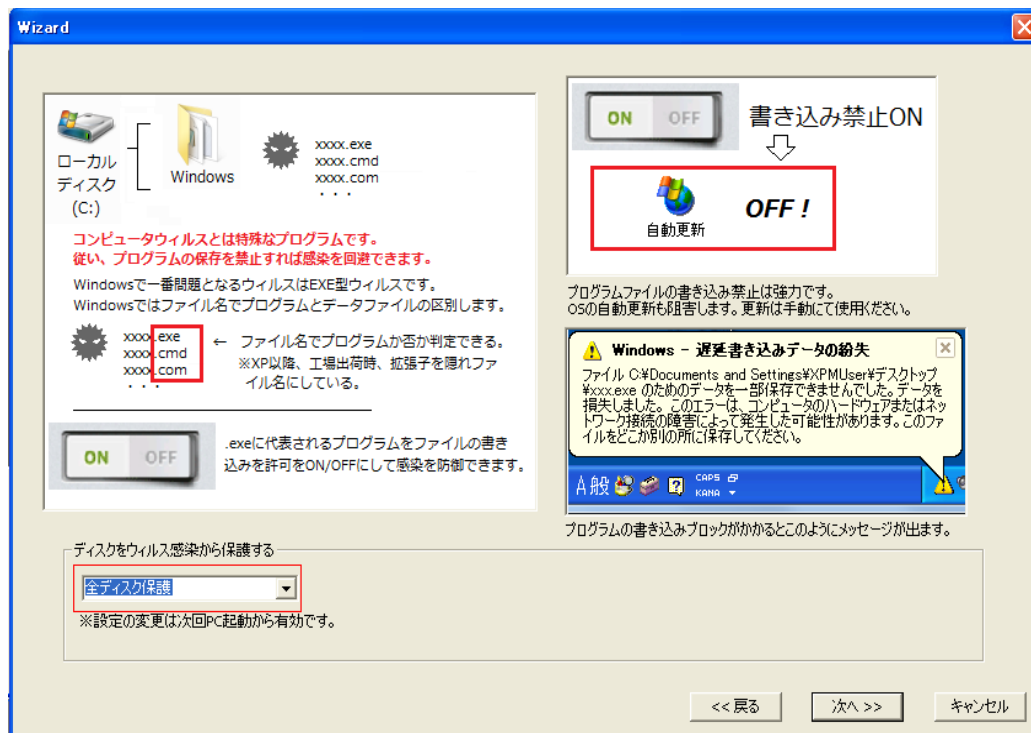 Wizard
ローカル
ディスク
(C:)
Windows
xxxx.exe
xxxx.cmd
xxxx.com
・・・
コンピュータウィルスとは特殊なプログラムです。
従い、プログラムの保存を禁止すれば感染を回避できます。
Windowsで一番問題となるウィルスはEXE型ウィルスです。
Windowsではファイル名でプログラムとデータファイルの区別します。
xxxx.exe
xxxx.cmd
xxxx.com
・・・
← ファイル名でプログラムか否か判定できる。
※XP以降、工場出荷時、拡張子を隠れファ
イル名にしている。
ON OFF
.exeに代表されるプログラムをファイルの書き
込みを許可をON/OFFにして感染を防御できます。
ON OFF
書き込み禁止ON
自動更新
OFF !
プログラムファイルの書き込み禁止は強力です。
OSの自動更新も阻害します。更新は手動にて使用ください。
Windows - 遅延書き込みデータの紛失
ファイル C:¥Documents and Settings¥XPMUser¥デスクトップ
¥xxx.exe のためのデータを一部保存できませんでした。データを
損失しました。このエラーは、コンピュータのハードウェアまたはネッ
トワーク接続の障害によって発生した可能性があります。このファ
イルをどこか別の所に保存してください。
A 般 CAPS
KANA
プログラムの書き込みブロックがかかるとこのようにメッセージが出ます。
ディスクをウィルス感染から保護する
全ディスク保護
※設定の変更は次回PC起動から有効です。
<< 戻る
次へ >>
キャンセル